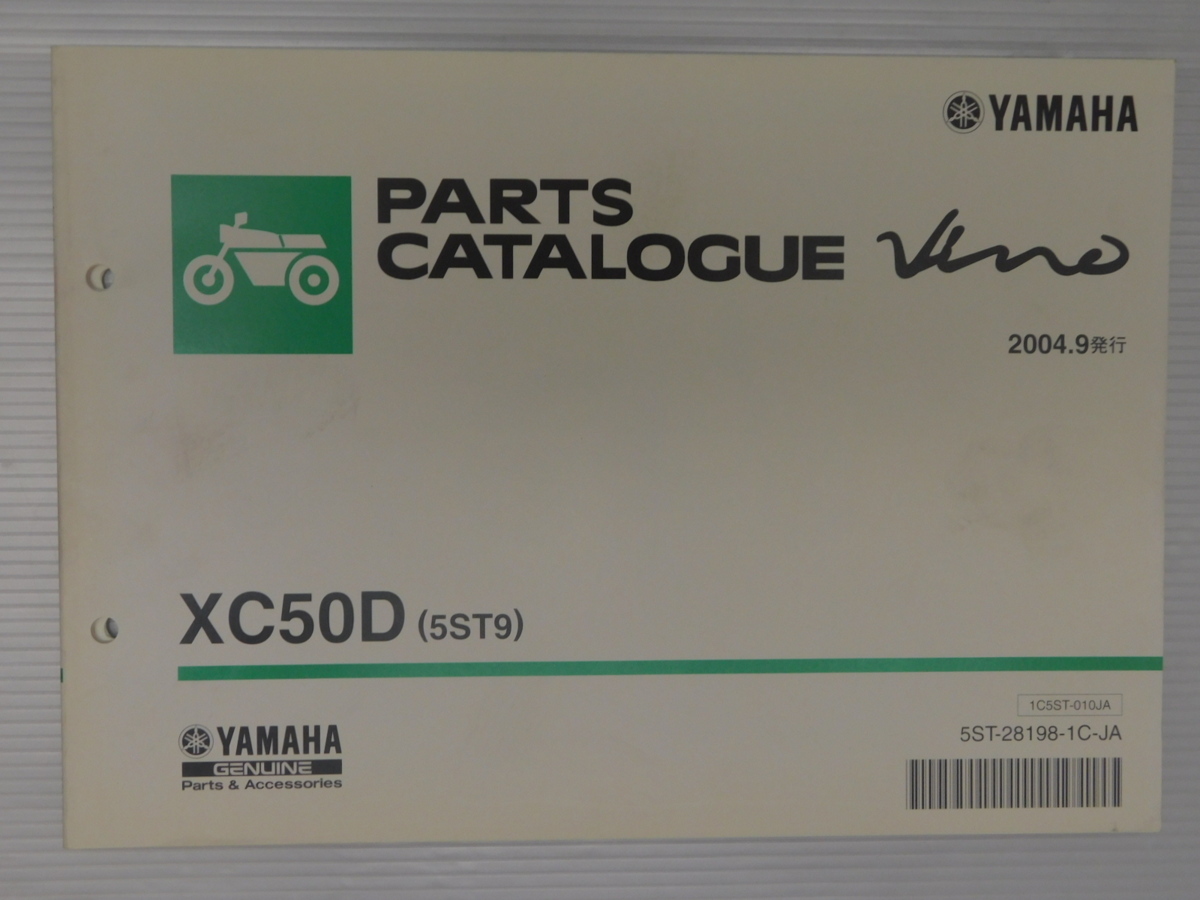 YAMAHA
PARTS
CATALOGUE Vino
2004.9発行
XC50D (5ST9)
1C5ST-010JA
5ST-28198-1C-JA
YAMAHA
GENUINE
Parts & Accessories